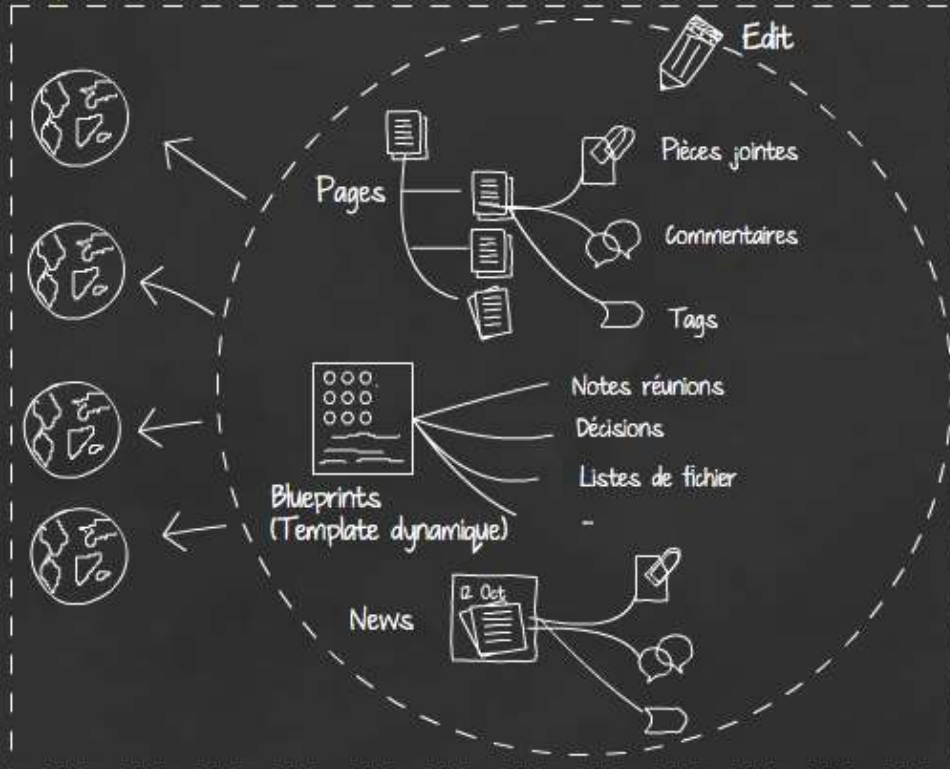 Edit
Pièces jointes
Pages
Commentaires
Tags
Notes réunions
Décisions
Listes de fichier
Blueprints
(Template dynamique)
...
12 Oct
News